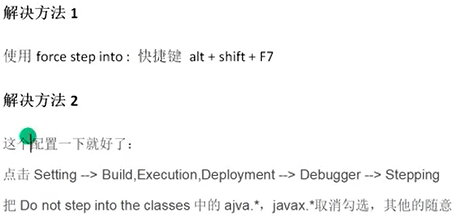 解决方法 1
使用 force step into : 快捷键 alt + shift + F7
解决方法 2
这个配置一下就好了：
点击 Setting --> Build,Execution,Deployment --> Debugger --> Stepping
把 Do not step into the classes 中的 ajva.*，javax.*取消勾选，其他的随意